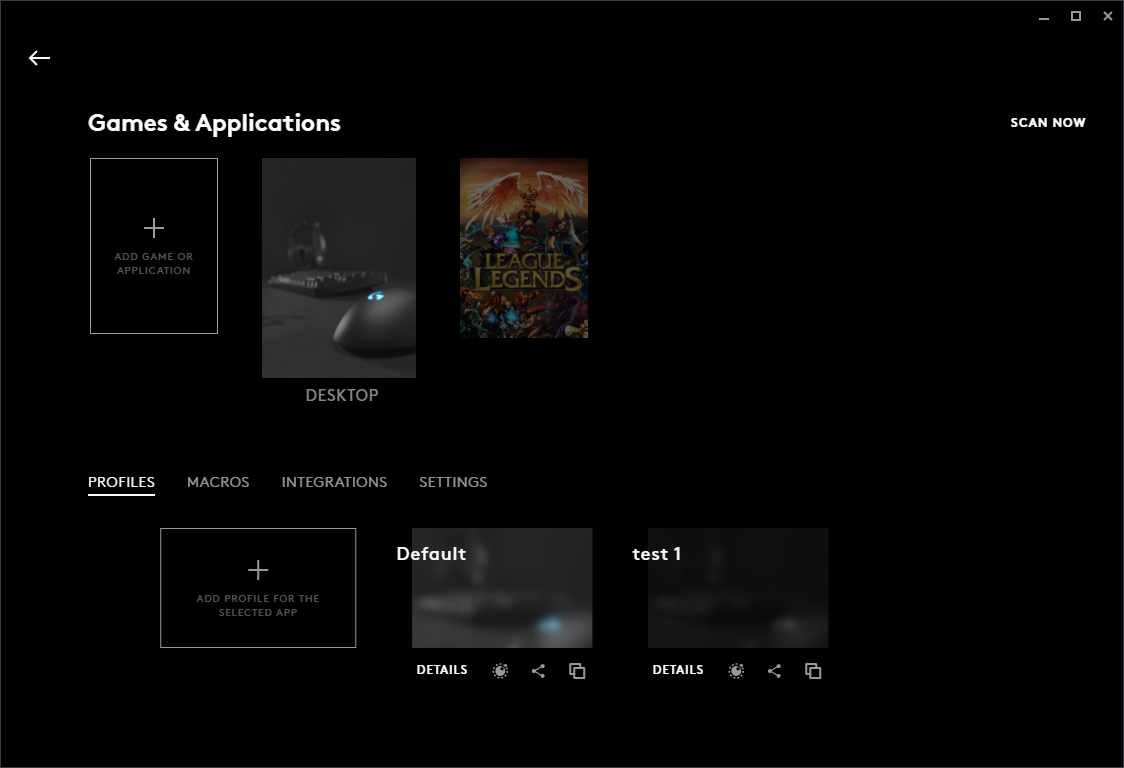 Games & Applications
SCAN NOW
ADD GAME OR
APPLICATION
LEAGUE
LEGENDS
DESKTOP
PROFILES
MACROS
INTEGRATIONS
SETTINGS
Default
test 1
ADD PROFILE FOR THE
SELECTED APP
DETAILS
DETAILS